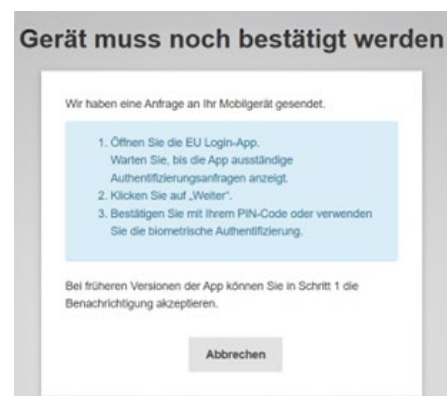 Gerät muss noch bestätigt werden
Wir haben eine Anfrage an Ihr Mobilgerät gesendet.
1. Öffnen Sie die EU Login-App.
Warten Sie, bis die App ausständige
Authentifizierungsanfragen anzeigt.
2. Klicken Sie auf „Weiter“.
3. Bestätigen Sie mit Ihrem PIN-Code oder verwenden
Sie die biometrische Authentifizierung.
Bei früheren Versionen der App können Sie in Schritt 1 die
Benachrichtigung akzeptieren.
Abbrechen